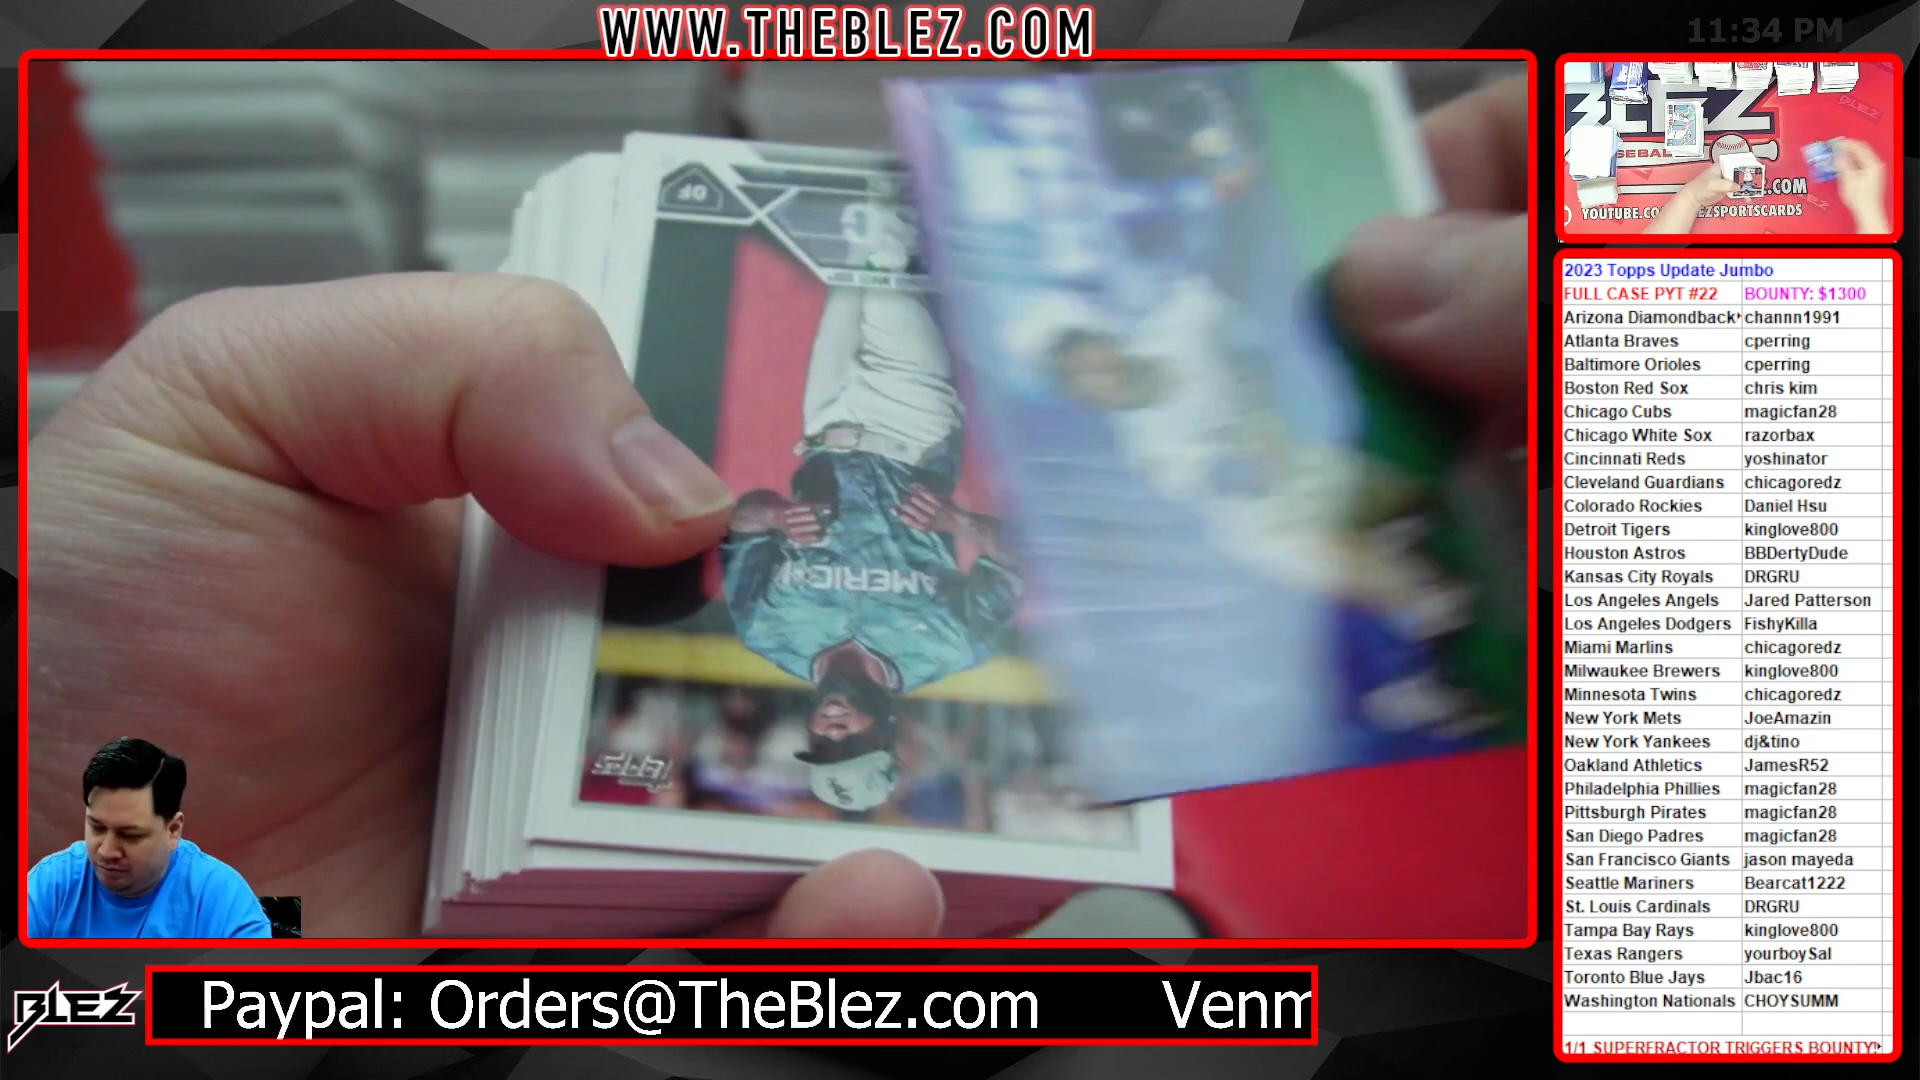 WWW.THEBLEZ.COM
11:34 PM
OF
AMERICAN
TOPPS
BLEZ
.COM
YOUTUBE.CO
EZSPORTSCARDS
2023 Topps Update Jumbo
FULL CASE PYT #22 BOUNTY: $1300
Arizona Diamondback channn1991
Atlanta Braves cperring
Baltimore Orioles cperring
Boston Red Sox chris kim
Chicago Cubs magicfan28
Chicago White Sox razorbax
Cincinnati Reds yoshinator
Cleveland Guardians chicagoredz
Colorado Rockies Daniel Hsu
Detroit Tigers kinglove800
Houston Astros BBDertyDude
Kansas City Royals DRGRU
Los Angeles Angels Jared Patterson
Los Angeles Dodgers FishyKilla
Miami Marlins chicagoredz
Milwaukee Brewers kinglove800
Minnesota Twins chicagoredz
New York Mets JoeAmazin
New York Yankees dj&tino
Oakland Athletics JamesR52
Philadelphia Phillies magicfan28
Pittsburgh Pirates magicfan28
San Diego Padres magicfan28
San Francisco Giants jason mayeda
Seattle Mariners Bearcat1222
St. Louis Cardinals DRGRU
Tampa Bay Rays kinglove800
Texas Rangers yourboySal
Toronto Blue Jays Jbac16
Washington Nationals CHOYSUMM
1/1 SUPERFRACTOR TRIGGERS BOUNTY!
BLEZ
Paypal: Orders@TheBlez.com Venm